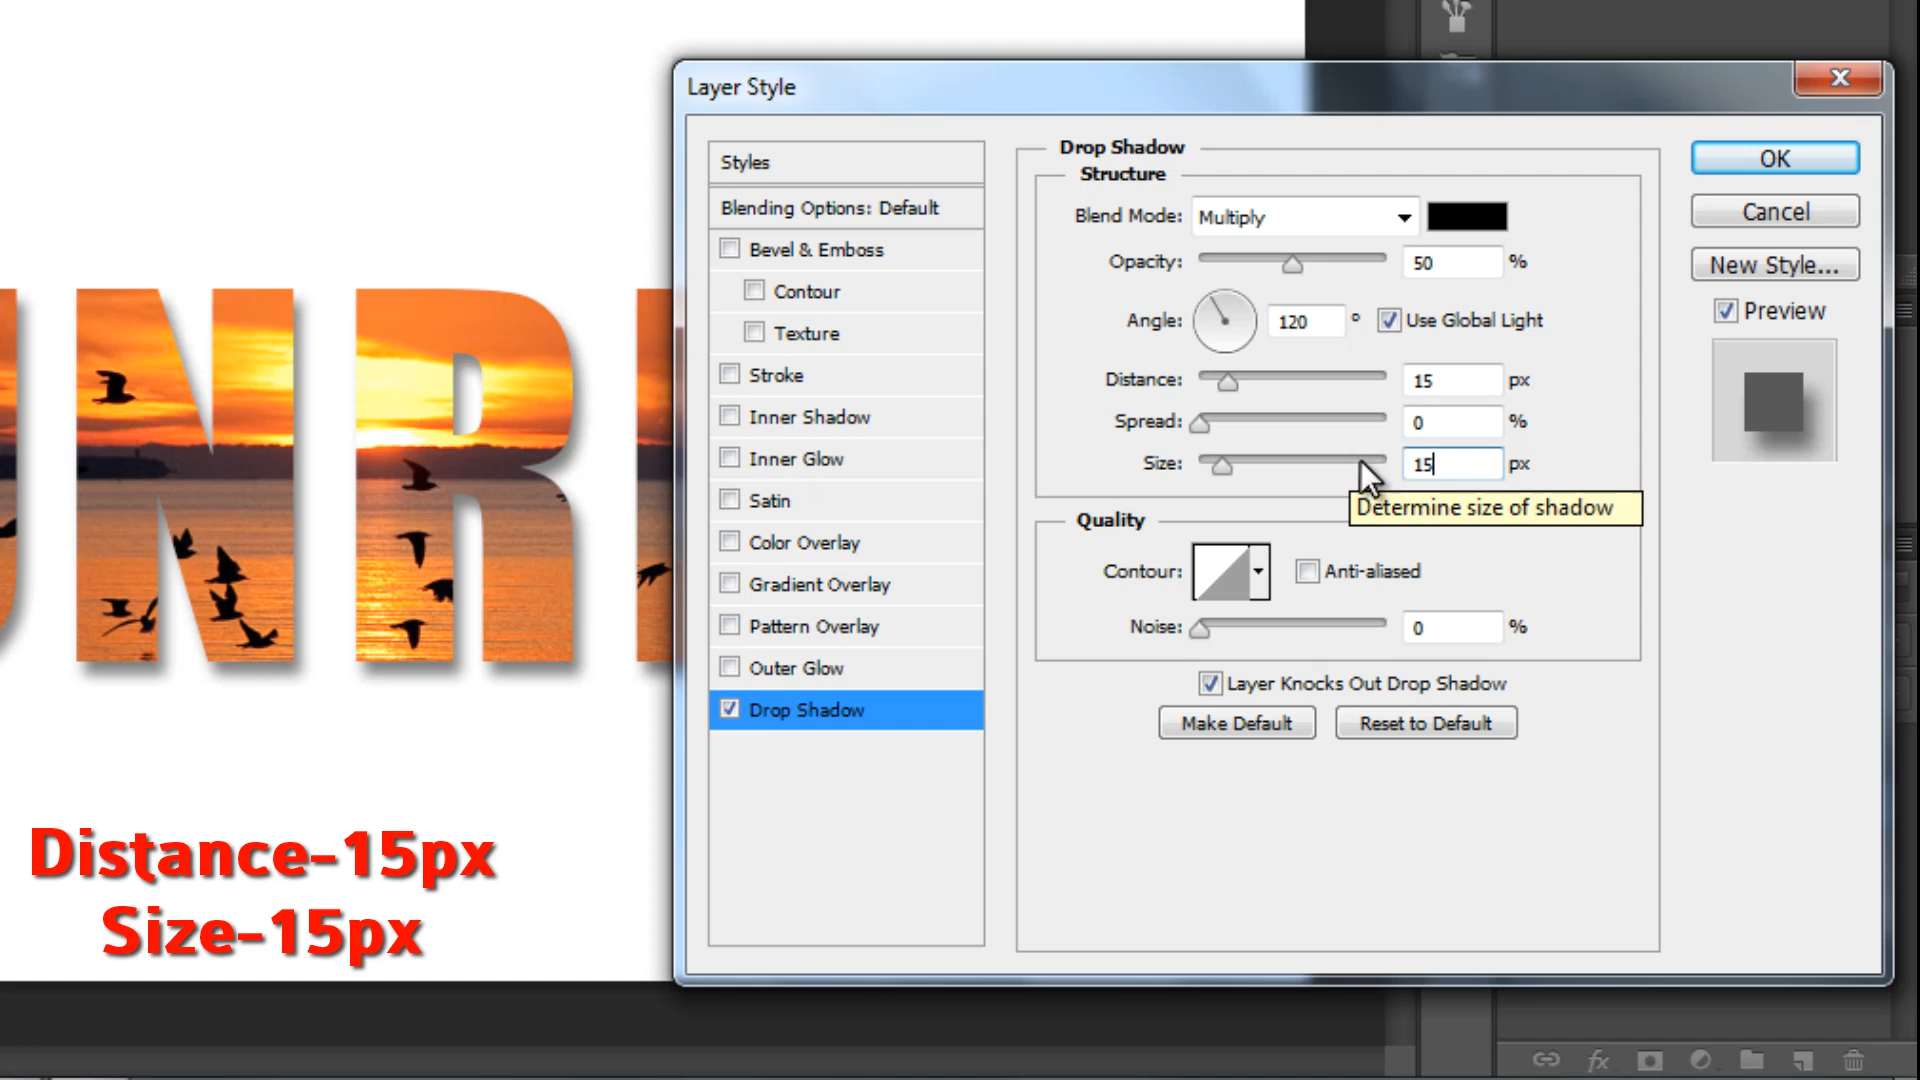 Layer Style
Styles
Blending Options: Default
Bevel & Emboss
Contour
Texture
Stroke
Inner Shadow
Inner Glow
Satin
Color Overlay
Gradient Overlay
Pattern Overlay
Outer Glow
Drop Shadow
Drop Shadow
Structure
Blend Mode: Multiply
Opacity: 50 %
Angle: 120 ° Use Global Light
Distance: 15 px
Spread: 0 %
Size: 15 px
Determine size of shadow
Quality
Contour: Anti-aliased
Noise: 0 %
Layer Knocks Out Drop Shadow
Make Default Reset to Default
OK
Cancel
New Style...
Preview
UNR
Distance-15px
Size-15px
fx